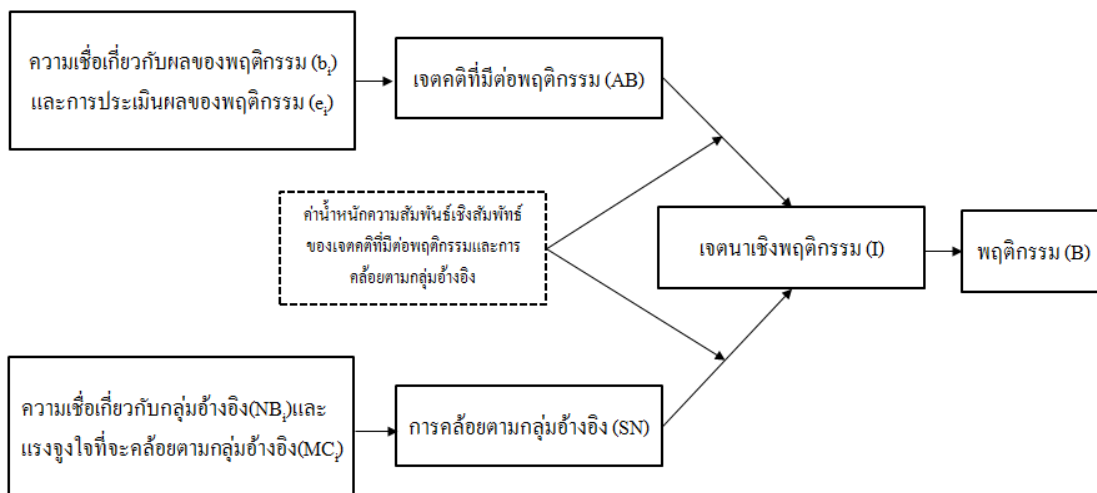 ความเชื่อเกี่ยวกับผลของพฤติกรรม (bᵢ)
และการประเมินผลของพฤติกรรม (eᵢ)
เจตคติที่มีต่อพฤติกรรม (AB)
ค่าน้ำหนักความสัมพันธ์เชิงสัมพัทธ์
ของเจตคติที่มีต่อพฤติกรรมและการ
คล้อยตามกลุ่มอ้างอิง
เจตนาเชิงพฤติกรรม (I)
พฤติกรรม (B)
ความเชื่อเกี่ยวกับกลุ่มอ้างอิง(NBᵢ)และ
แรงจูงใจที่จะคล้อยตามกลุ่มอ้างอิง(MCᵢ)
การคล้อยตามกลุ่มอ้างอิง (SN)